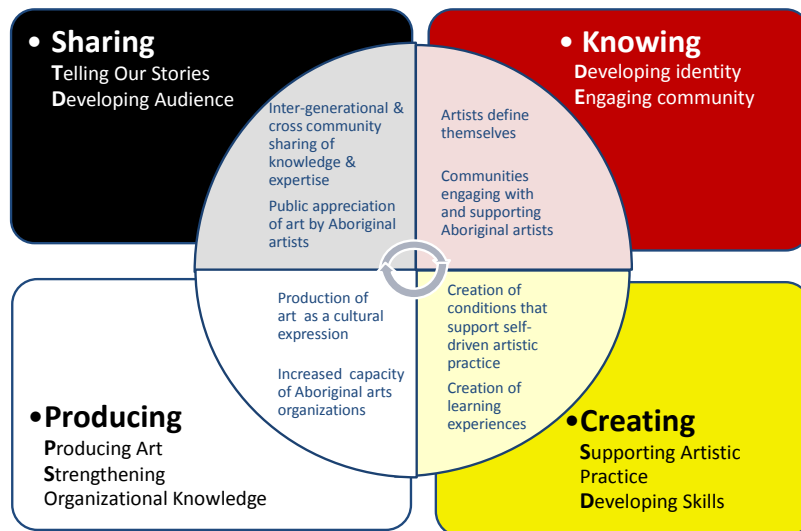 • Sharing
Telling Our Stories
Developing Audience
Inter-generational &
cross community
sharing of
knowledge &
expertise
Public appreciation
of art by Aboriginal
artists
• Knowing
Developing identity
Engaging community
Artists define
themselves
Communities
engaging with
and supporting
Aboriginal artists
Production of
art as a cultural
expression
Increased capacity
of Aboriginal arts
organizations
•Producing
Producing Art
Strengthening
Organizational Knowledge
Creation of
conditions that
support self-
driven artistic
practice
Creation of
learning
experiences
•Creating
Supporting Artistic
Practice
Developing Skills